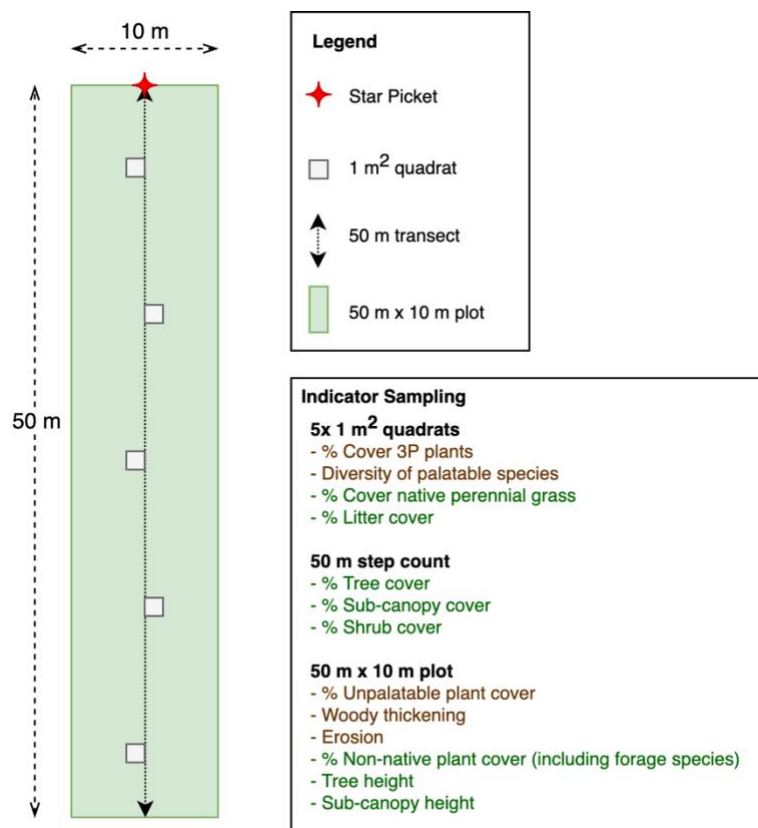 10 m
50 m
Legend
Star Picket
1 m² quadrat
50 m transect
50 m x 10 m plot
Indicator Sampling
5x 1 m² quadrats
- % Cover 3P plants
- Diversity of palatable species
- % Cover native perennial grass
- % Litter cover
50 m step count
- % Tree cover
- % Sub-canopy cover
- % Shrub cover
50 m x 10 m plot
- % Unpalatable plant cover
- Woody thickening
- Erosion
- % Non-native plant cover (including forage species)
- Tree height
- Sub-canopy height